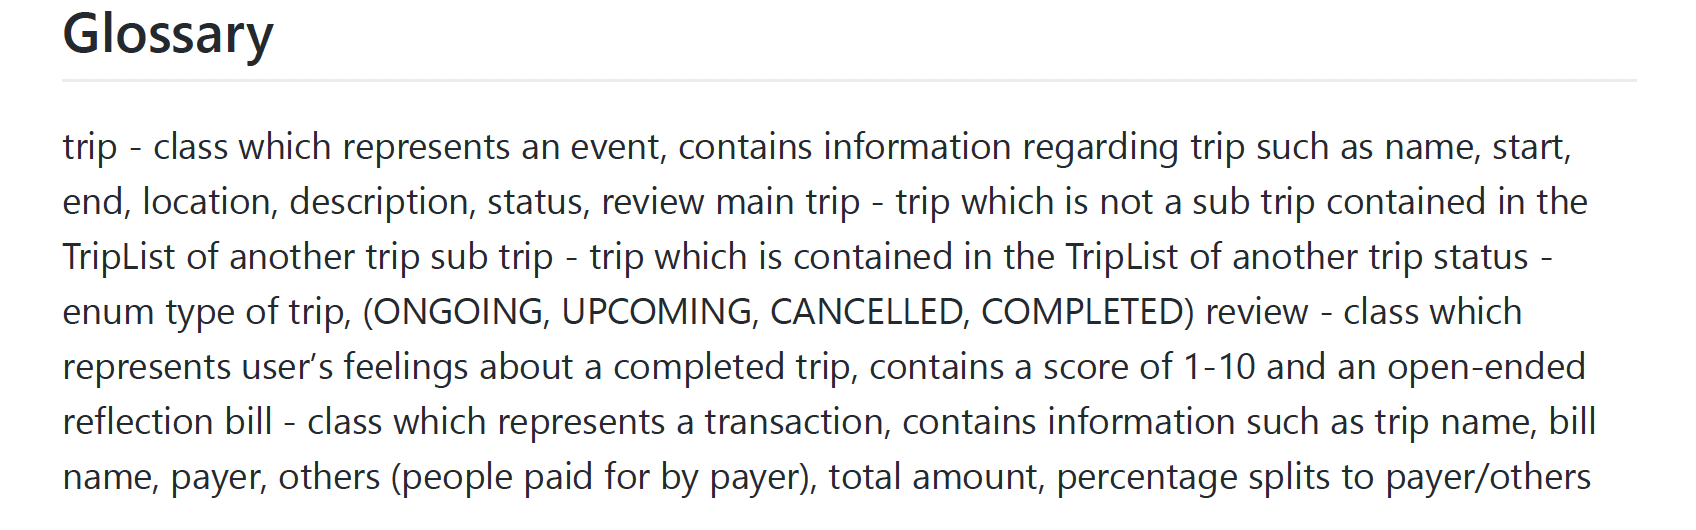 Glossary
trip - class which represents an event, contains information regarding trip such as name, start,
end, location, description, status, review main trip - trip which is not a sub trip contained in the
TripList of another trip sub trip - trip which is contained in the TripList of another trip status -
enum type of trip, (ONGOING, UPCOMING, CANCELLED, COMPLETED) review - class which
represents user’s feelings about a completed trip, contains a score of 1-10 and an open-ended
reflection bill - class which represents a transaction, contains information such as trip name, bill
name, payer, others (people paid for by payer), total amount, percentage splits to payer/others